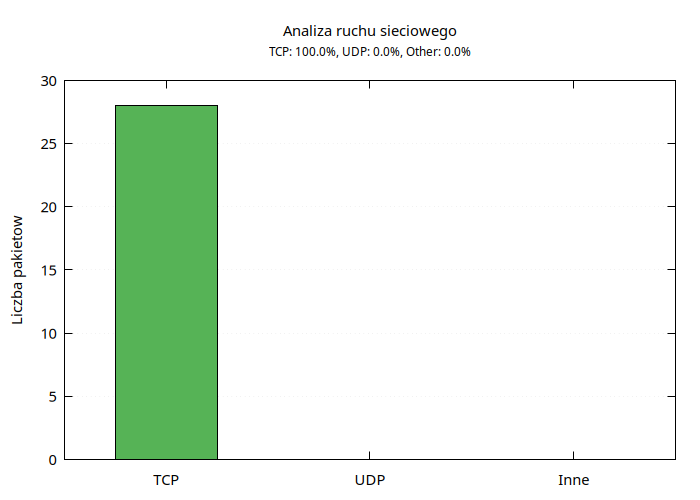 Analiza ruchu sieciowego
TCP: 100.0%, UDP: 0.0%, Other: 0.0%
30
25
20
15
10
5
0
Liczba pakietow
TCP
UDP
Inne